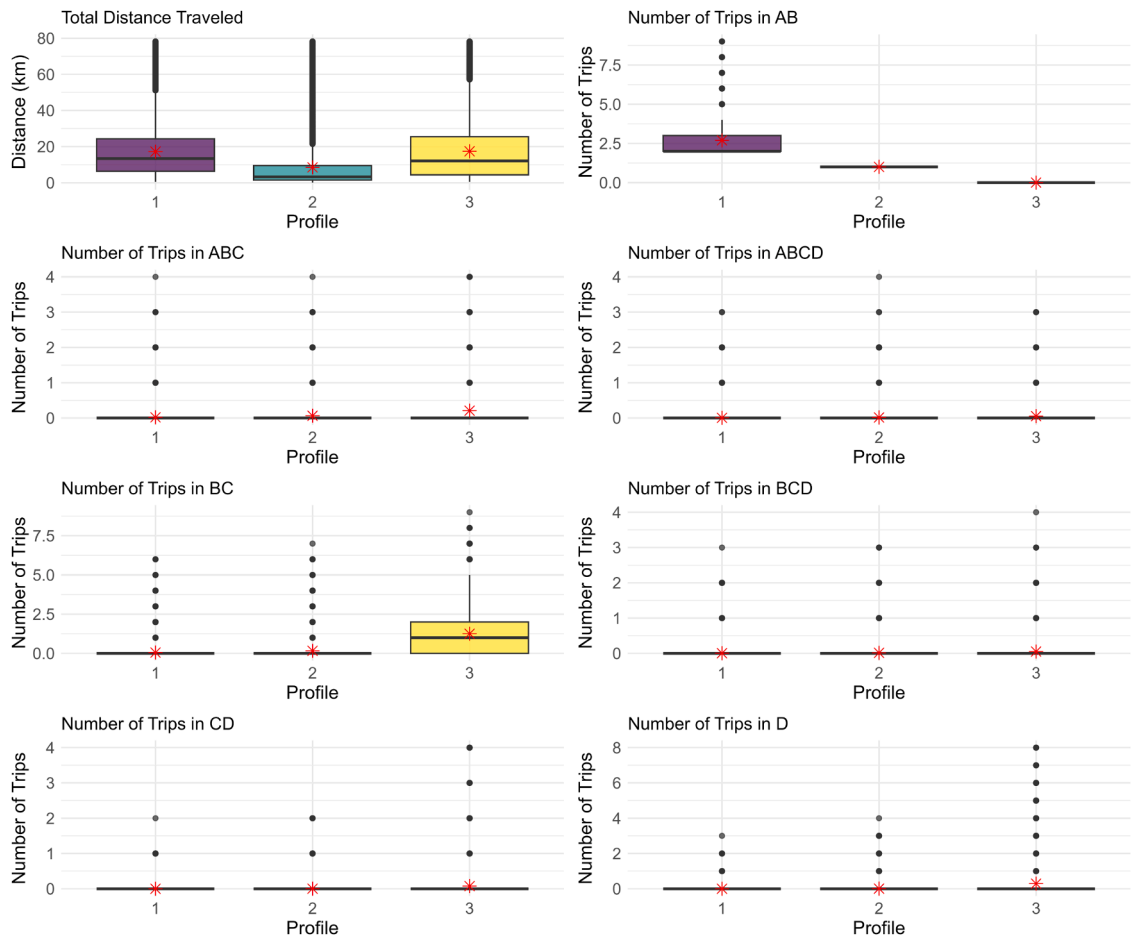 Total Distance Traveled
Distance (km)
80
60
40
20
0
1 2 3
Profile
Number of Trips in AB
Number of Trips
7.5
5.0
2.5
0.0
1 2 3
Profile
Number of Trips in ABC
Number of Trips
4
3
2
1
0
1 2 3
Profile
Number of Trips in ABCD
Number of Trips
4
3
2
1
0
1 2 3
Profile
Number of Trips in BC
Number of Trips
7.5
5.0
2.5
0.0
1 2 3
Profile
Number of Trips in BCD
Number of Trips
4
3
2
1
0
1 2 3
Profile
Number of Trips in CD
Number of Trips
4
3
2
1
0
1 2 3
Profile
Number of Trips in D
Number of Trips
8
6
4
2
0
1 2 3
Profile